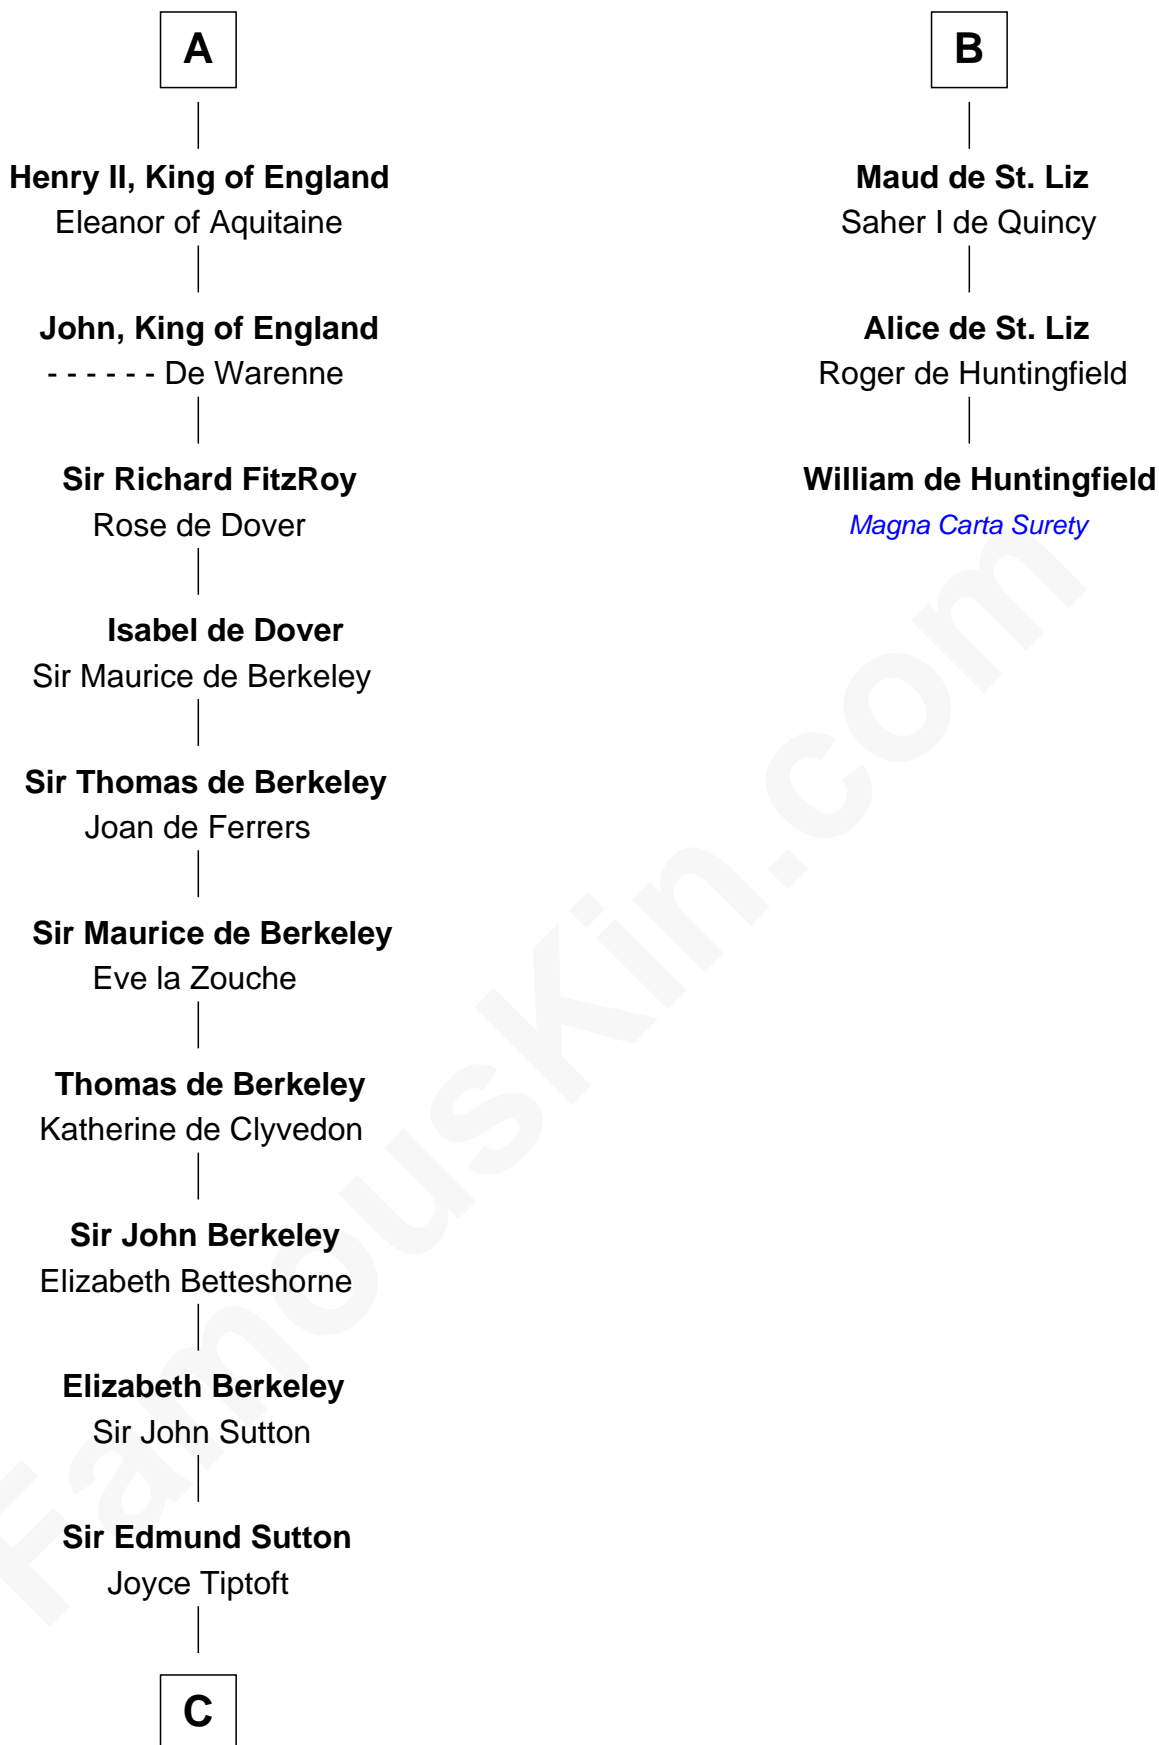 A
Henry II, King of England
Eleanor of Aquitaine
John, King of England
- - - - - - De Warenne
Sir Richard FitzRoy
Rose de Dover
Isabel de Dover
Sir Maurice de Berkeley
Sir Thomas de Berkeley
Joan de Ferrers
Sir Maurice de Berkeley
Eve la Zouche
Thomas de Berkeley
Katherine de Clyvedon
Sir John Berkeley
Elizabeth Betteshorne
Elizabeth Berkeley
Sir John Sutton
Sir Edmund Sutton
Joyce Tiptoft
C
B
Maud de St. Liz
Saher I de Quincy
Alice de St. Liz
Roger de Huntingfield
William de Huntingfield
Magna Carta Surety
FamousKin.com